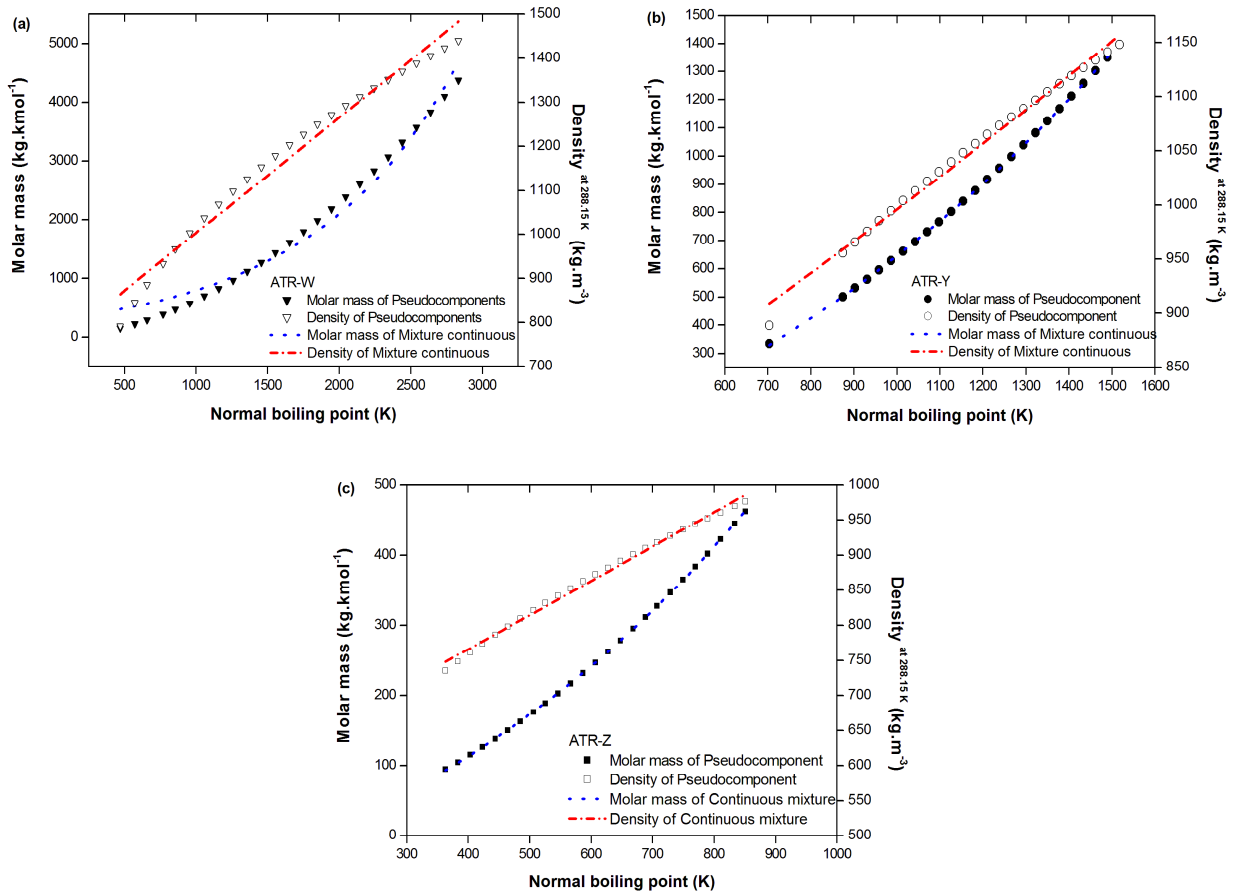 (a)
5000
4000
3000
2000
1000
0
Molar mass (kg.kmol-1)
1500
1400
1300
1200
1100
1000
900
800
700
Density at 288.15 K (kg.m-3)
ATR-W
Molar mass of Pseudocomponents
Density of Pseudocomponents
Molar mass of Mixture continuous
Density of Mixture continuous
500 1000 1500 2000 2500 3000
Normal boiling point (K)
(b)
1500
1400
1300
1200
1100
1000
900
800
700
600
500
400
300
Molar mass (kg.kmol-1)
1150
1100
1050
1000
950
900
850
Density at 288.15 K (kg.m-3)
ATR-Y
Molar mass of Pseudocomponent
Density of Pseudocomponent
Molar mass of Mixture continuous
Density of Mixture continuous
600 700 800 900 1000 1100 1200 1300 1400 1500 1600
Normal boiling point (K)
(c)
500
400
300
200
100
0
Molar mass (kg.kmol-1)
1000
950
900
850
800
750
700
650
600
550
500
Density at 288.15 K (kg.m-3)
ATR-Z
Molar mass of Pseudocomponent
Density of Pseudocomponent
Molar mass of Continuous mixture
Density of Continuous mixture
300 400 500 600 700 800 900 1000
Normal boiling point (K)